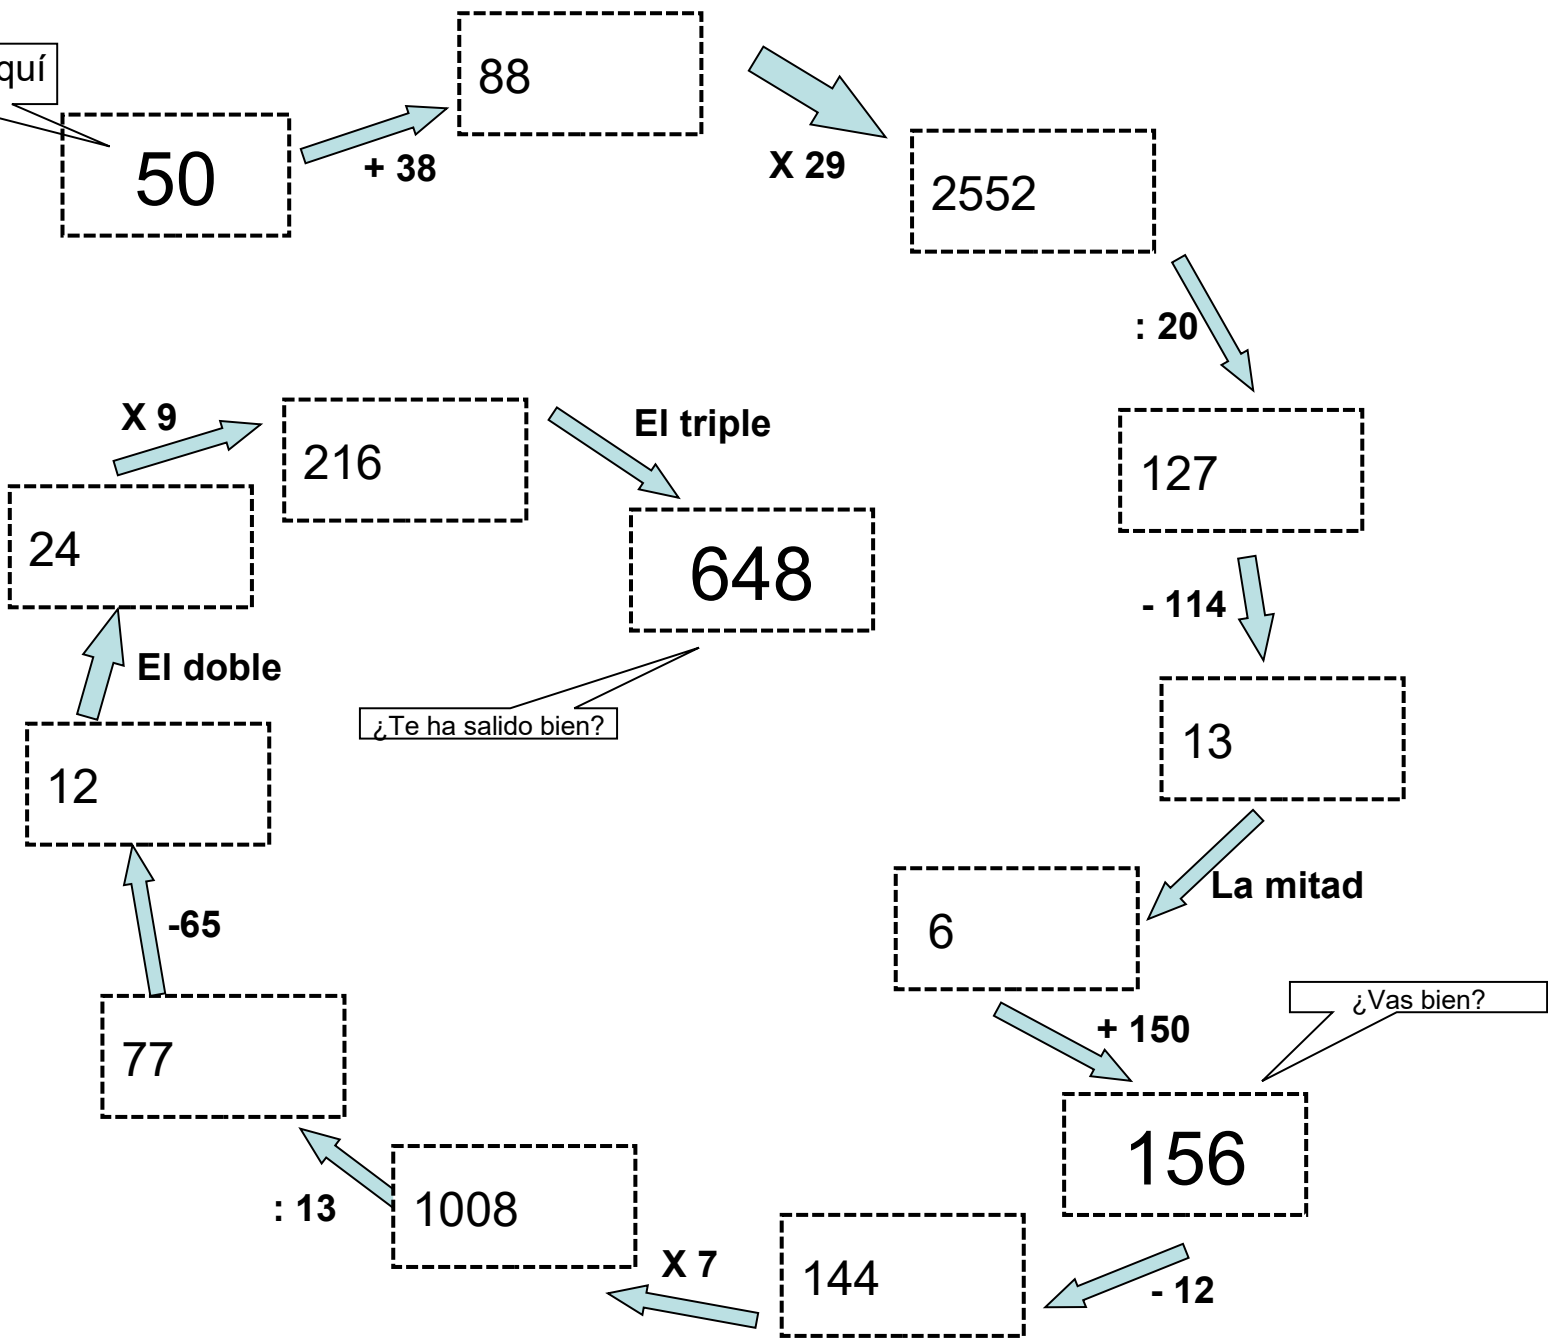 quí
50
+ 38
88
X 29
2552
: 20
127
- 114
13
La mitad
6
+ 150
¿Vas bien?
156
- 12
144
X 7
1008
: 13
77
-65
12
El doble
24
X 9
216
El triple
648
¿Te ha salido bien?